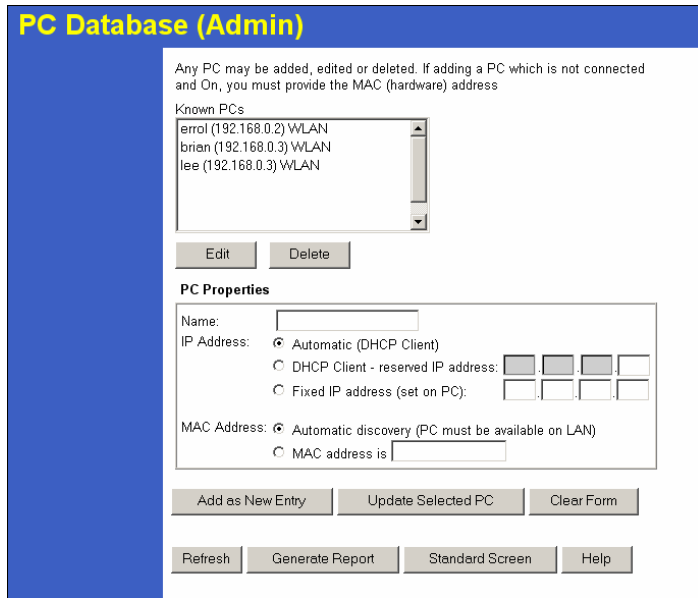 PC Database (Admin)
Any PC may be added, edited or deleted. If adding a PC which is not connected
and On, you must provide the MAC (hardware) address
Known PCs
errol (192.168.0.2) WLAN
brian (192.168.0.3) WLAN
lee (192.168.0.3) WLAN
Edit Delete
PC Properties
Name:
IP Address: Automatic (DHCP Client)
DHCP Client - reserved IP address: . . .
Fixed IP address (set on PC): . . .
MAC Address: Automatic discovery (PC must be available on LAN)
MAC address is
Add as New Entry Update Selected PC Clear Form
Refresh Generate Report Standard Screen Help